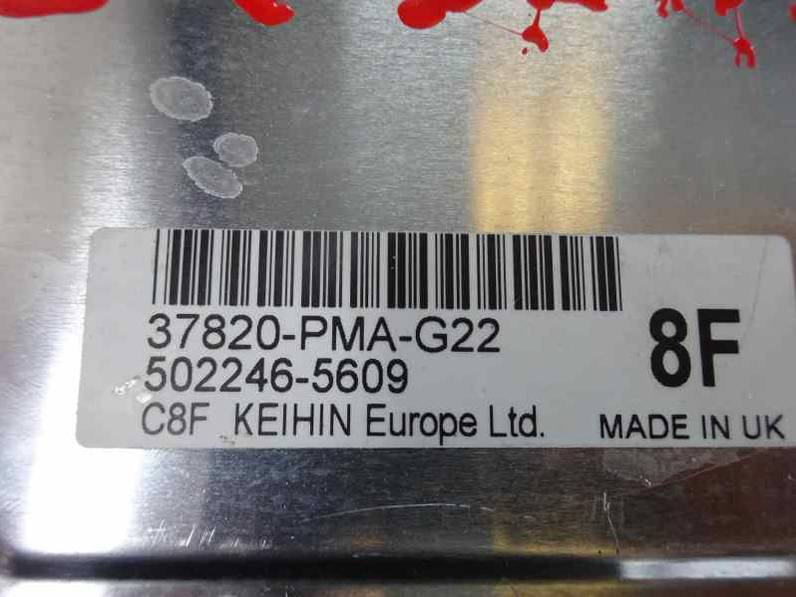 37820-PMA-G22
502246-5609
8F
C8F KEIHIN Europe Ltd.
MADE IN UK